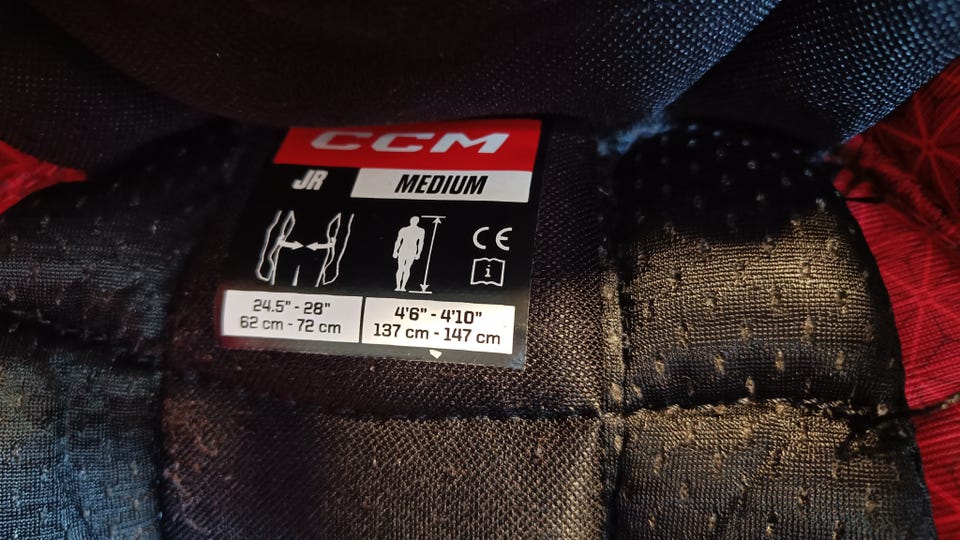 CCM
JR MEDIUM
CE
i
24.5" - 28"
62 cm - 72 cm
4'6" - 4'10"
137 cm - 147 cm